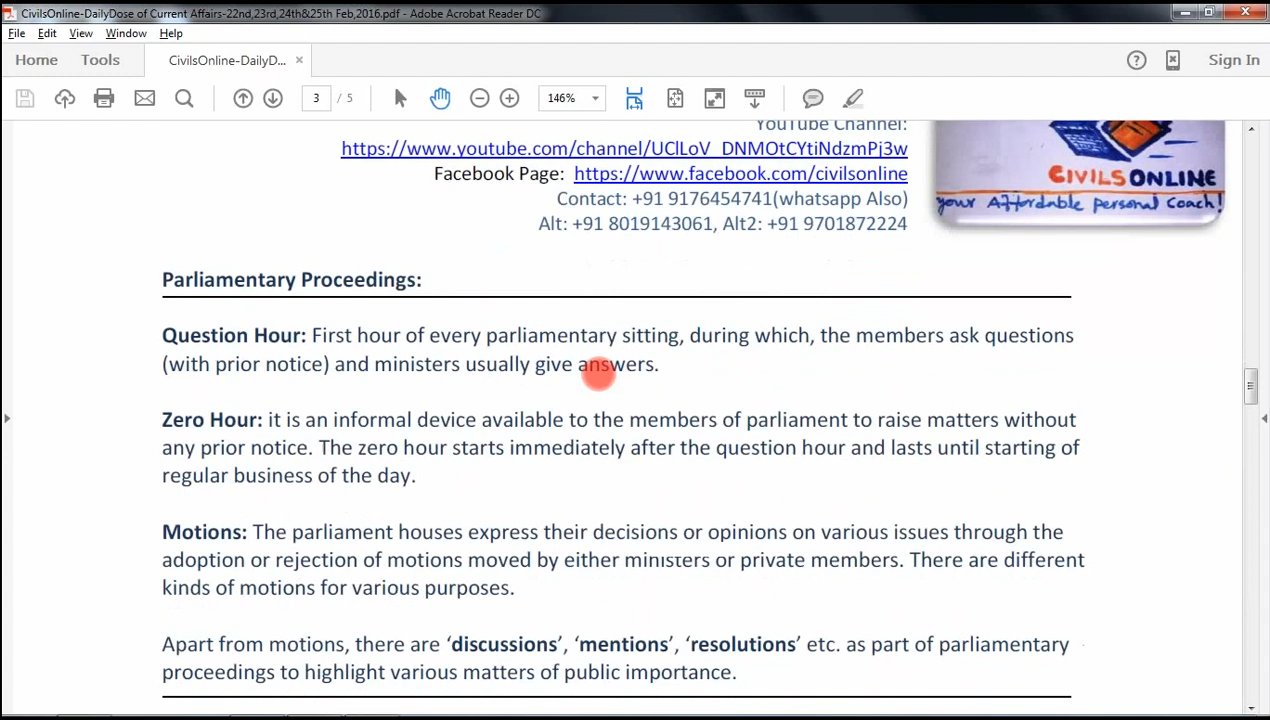 CivilsOnline-DailyDose of Current Affairs-22nd,23rd,24th&25th Feb,2016.pdf - Adobe Acrobat Reader DC
File Edit View Window Help
Home Tools CivilsOnline-DailyD... × Sign In
3 / 5 146%
YouTube Channel:
https://www.youtube.com/channel/UClLoV_DNMOtCYtiNdzmPj3w
Facebook Page: https://www.facebook.com/civilsonline
Contact: +91 9176454741(whatsapp Also)
Alt: +91 8019143061, Alt2: +91 9701872224
CIVILSONLINE
your Affordable personal Coach!
Parliamentary Proceedings:
Question Hour: First hour of every parliamentary sitting, during which, the members ask questions
(with prior notice) and ministers usually give answers.
Zero Hour: it is an informal device available to the members of parliament to raise matters without
any prior notice. The zero hour starts immediately after the question hour and lasts until starting of
regular business of the day.
Motions: The parliament houses express their decisions or opinions on various issues through the
adoption or rejection of motions moved by either ministers or private members. There are different
kinds of motions for various purposes.
Apart from motions, there are ‘discussions’, ‘mentions’, ‘resolutions’ etc. as part of parliamentary
proceedings to highlight various matters of public importance.